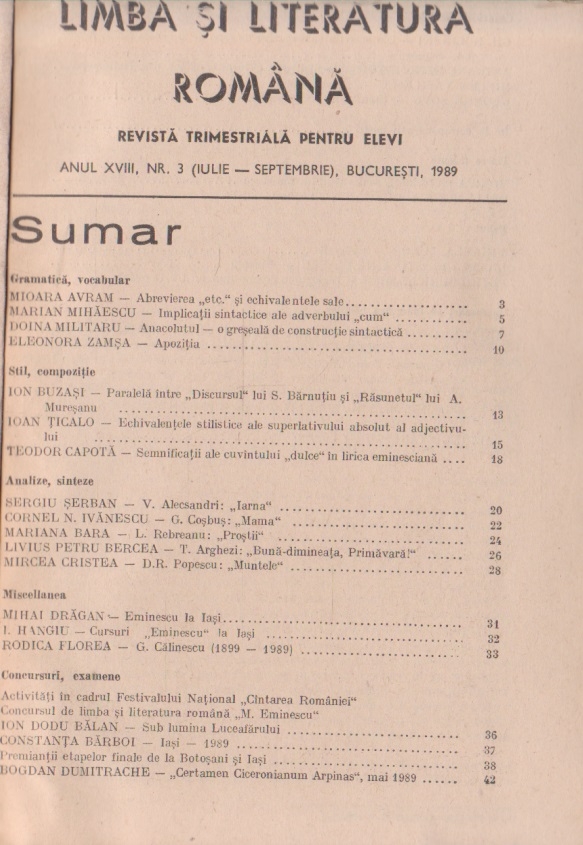 LIMBA ȘI LITERATURA
ROMÂNĂ
REVISTĂ TRIMESTRIALĂ PENTRU ELEVI
ANUL XVIII, NR. 3 (IULIE — SEPTEMBRIE), BUCUREȘTI, 1989
Sumar
Gramatică, vocabular
MIOARA AVRAM — Abrevierea „etc.“ și echivalentele sale 3
MARIAN MIHĂESCU — Implicații sintactice ale adverbului „cum“ 5
DOINA MILITARU — Anacolutul — o greșeală de construcție sintactică 7
ELEONORA ZAMȘA — Apoziția 10
Stil, compoziție
ION BUZAȘI — Paralelă între „Discursul“ lui S. Bărnuțiu și „Răsunetul“ lui A.
Mureșanu 13
IOAN ȚICALO — Echivalențele stilistice ale superlativului absolut al adjectivu-
lui 15
TEODOR CAPOTĂ — Semnificații ale cuvîntului „dulce“ în lirica eminesciană 18
Analize, sinteze
SERGIU ȘERBAN — V. Alecsandri: „Iarna“ 20
CORNEL N. IVĂNESCU — G. Coșbuș: „Mama“ 22
MARIANA BARA — L. Rebreanu: „Proștii“ 24
LIVIUS PETRU BERCEA — T. Arghezi: „Bună-dimineața, Primăvară!“ 26
MIRCEA CRISTEA — D.R. Popescu: „Muntele“ 28
Miscellanea
MIHAI DRĂGAN — Eminescu la Iași 31
I. HANGIU — Cursuri „Eminescu“ la Iași 32
RODICA FLOREA — G. Călinescu (1899 — 1989) 33
Concursuri, examene
Activități în cadrul Festivalului Național „Cîntarea României“
Concursul de limba și literatura română „M. Eminescu“
ION DODU BĂLAN — Sub lumina Luceafărului 36
CONSTANȚA BĂRBOI — Iași — 1989 37
Premianții etapelor finale de la Botoșani și Iași 38
BOGDAN DUMITRACHE — „Certamen Ciceronianum Arpinas“, mai 1989 42